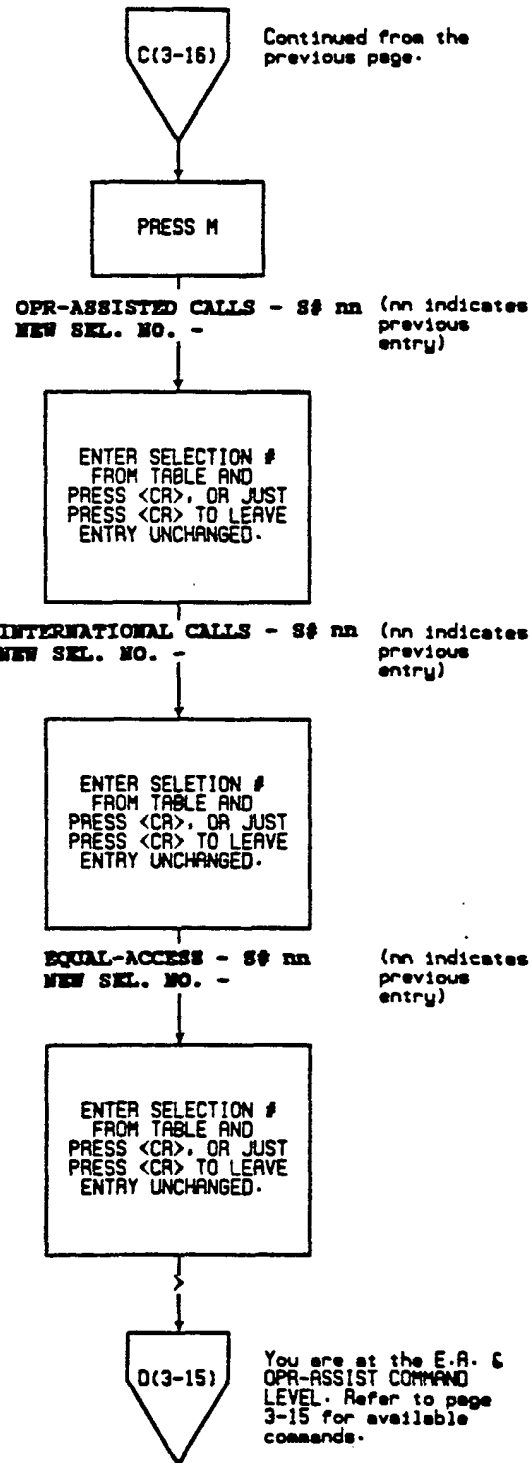 C(3-16)
Continued from the
previous page.
PRESS M
OPR-ASSISTED CALLS - S# nn (nn indicates
NEW SEL. NO. - previous
entry)
ENTER SELECTION #
FROM TABLE AND
PRESS <CR>, OR JUST
PRESS <CR> TO LEAVE
ENTRY UNCHANGED.
INTERNATIONAL CALLS - S# nn (nn indicates
NEW SEL. NO. - previous
entry)
ENTER SELETION #
FROM TABLE AND
PRESS <CR>, OR JUST
PRESS <CR> TO LEAVE
ENTRY UNCHANGED.
EQUAL-ACCESS - S# nn (nn indicates
NEW SEL. NO. - previous
entry)
ENTER SELECTION #
FROM TABLE AND
PRESS <CR>, OR JUST
PRESS <CR> TO LEAVE
ENTRY UNCHANGED.
>
D(3-15)
You are at the E.A. &
OPR-ASSIST COMMAND
LEVEL. Refer to page
3-15 for available
commands.